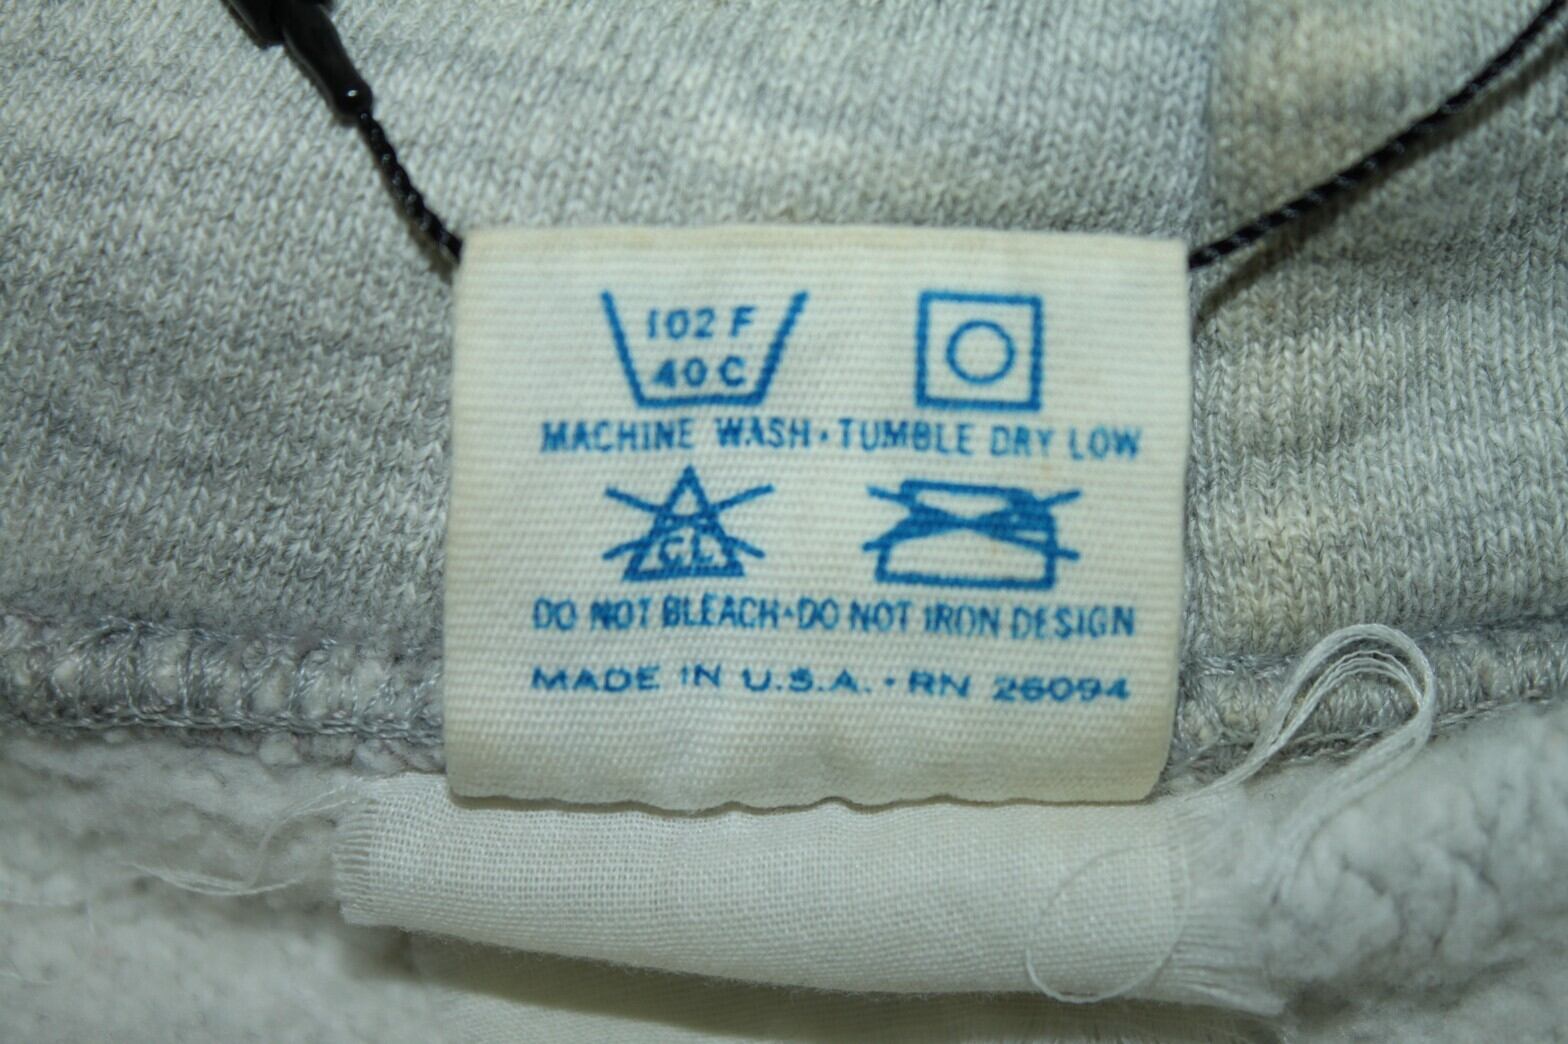 102 F
40 C
MACHINE WASH • TUMBLE DRY LOW
CL
DO NOT BLEACH • DO NOT IRON DESIGN
MADE IN U.S.A. • RN 26094